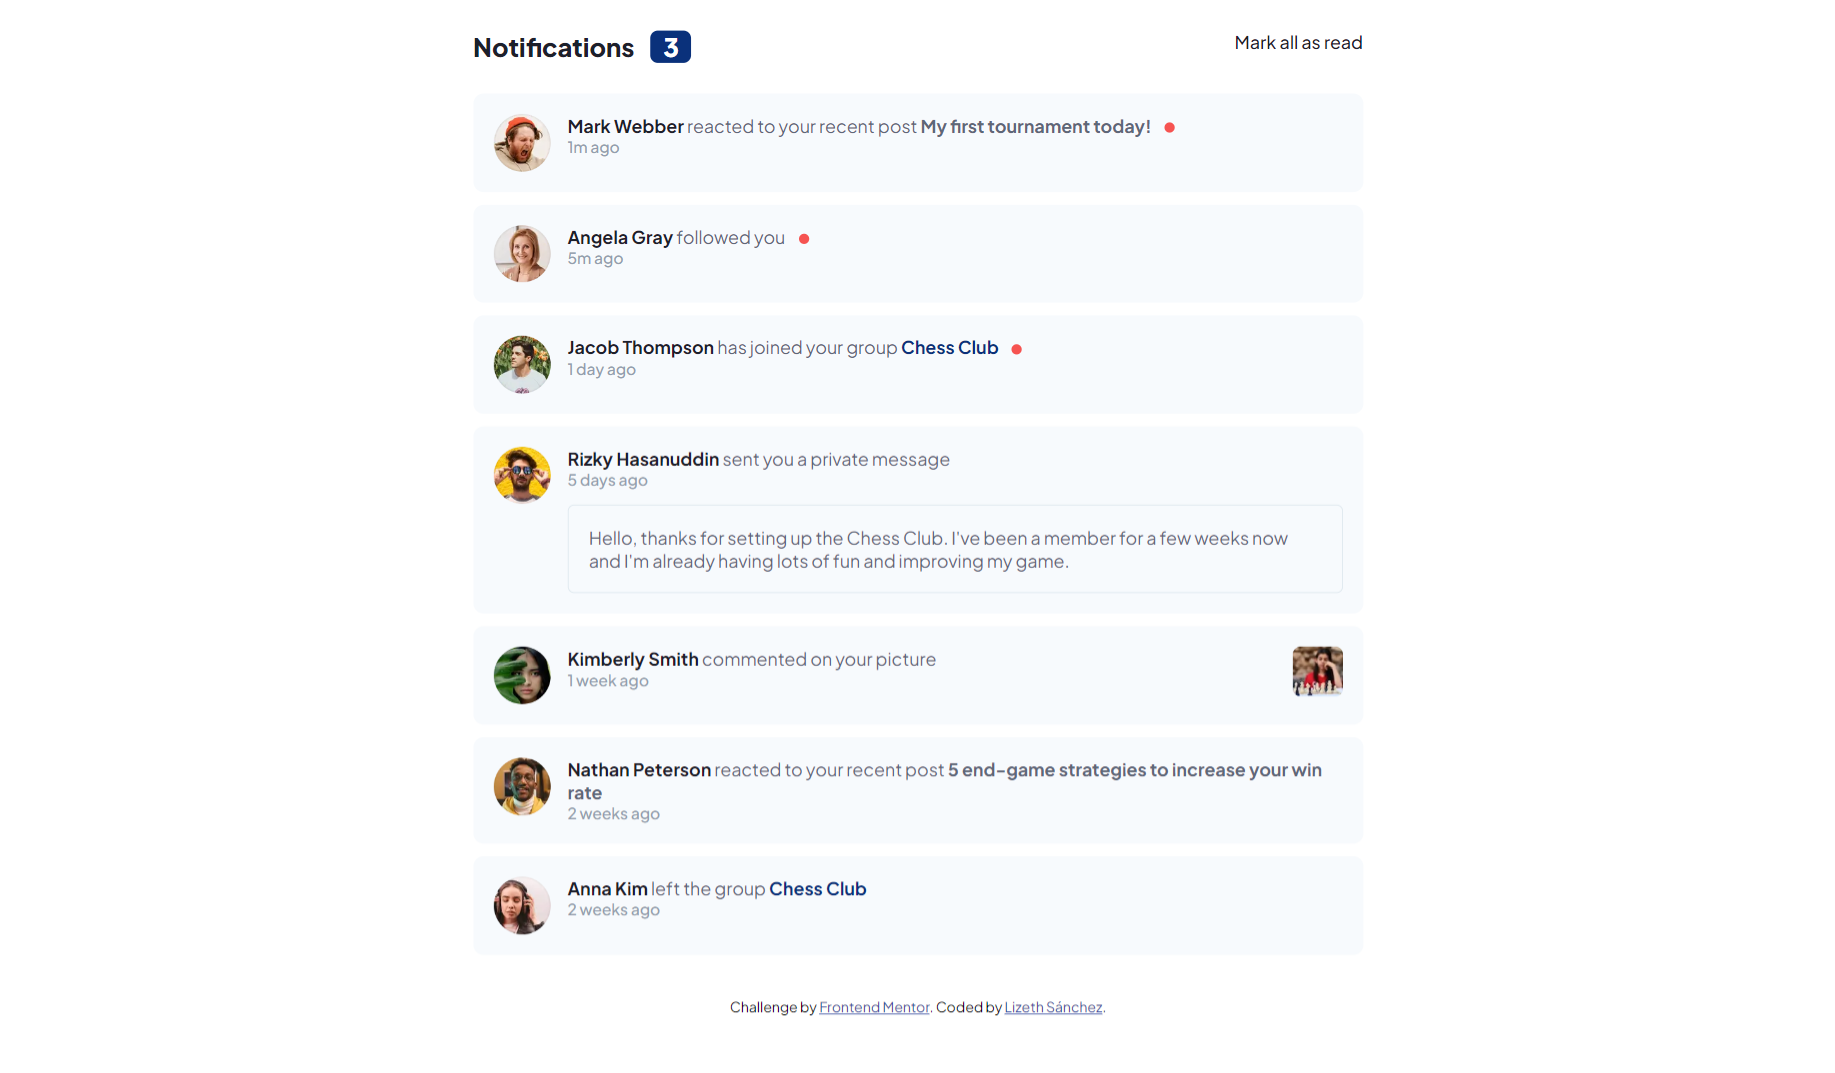 Notifications 3
Mark all as read
Mark Webber reacted to your recent post My first tournament today!
1m ago
Angela Gray followed you
5m ago
Jacob Thompson has joined your group Chess Club
1 day ago
Rizky Hasanuddin sent you a private message
5 days ago
Hello, thanks for setting up the Chess Club. I've been a member for a few weeks now
and I'm already having lots of fun and improving my game.
Kimberly Smith commented on your picture
1 week ago
Nathan Peterson reacted to your recent post 5 end-game strategies to increase your win
rate
2 weeks ago
Anna Kim left the group Chess Club
2 weeks ago
Challenge by Frontend Mentor. Coded by Lizeth Sánchez.